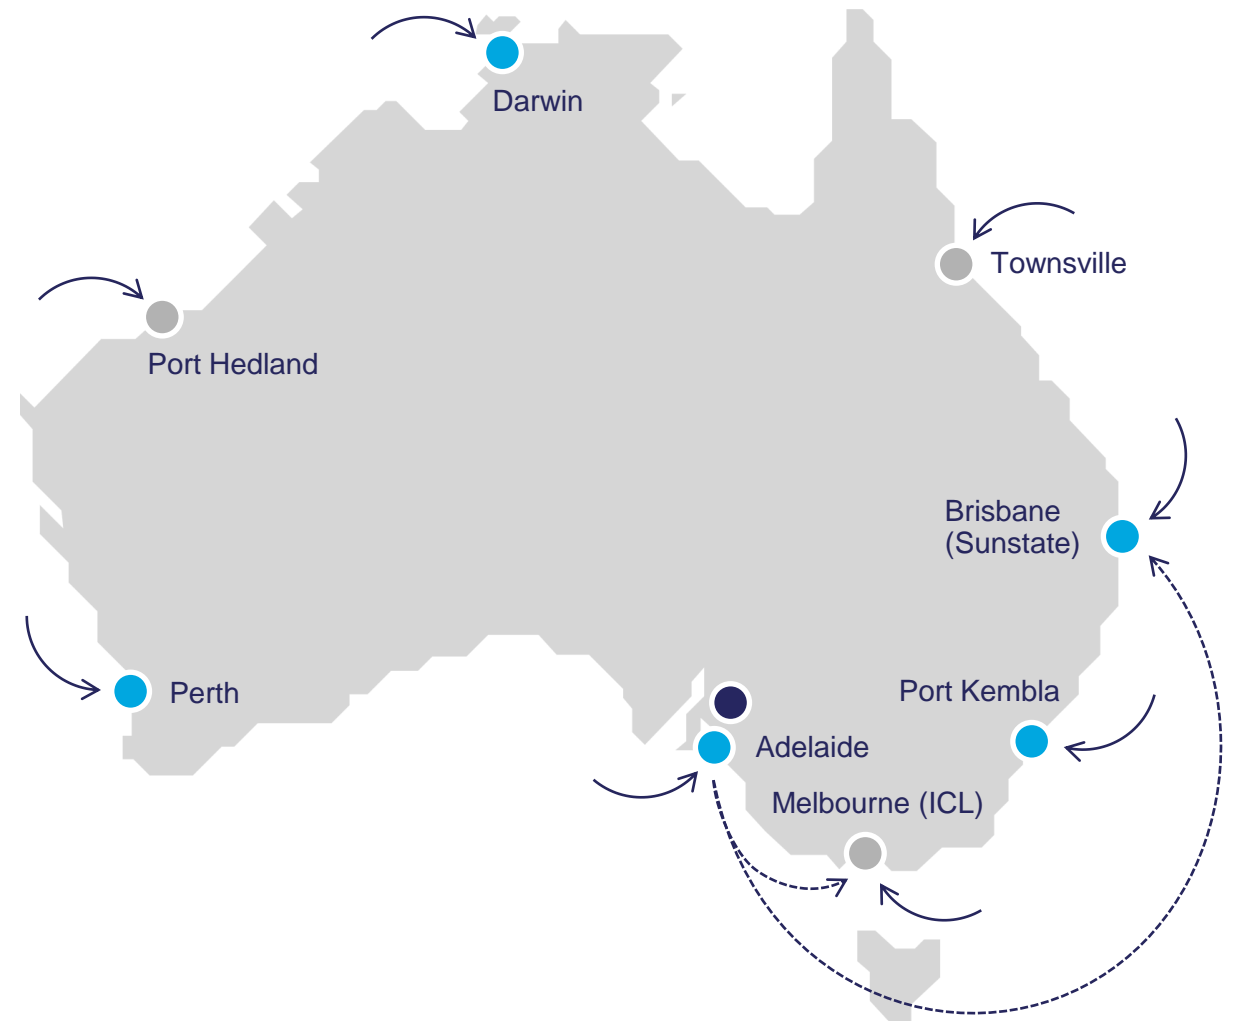 Darwin
Townsville
Port Hedland
Brisbane
(Sunstate)
Perth
Port Kembla
Adelaide
Melbourne (ICL)